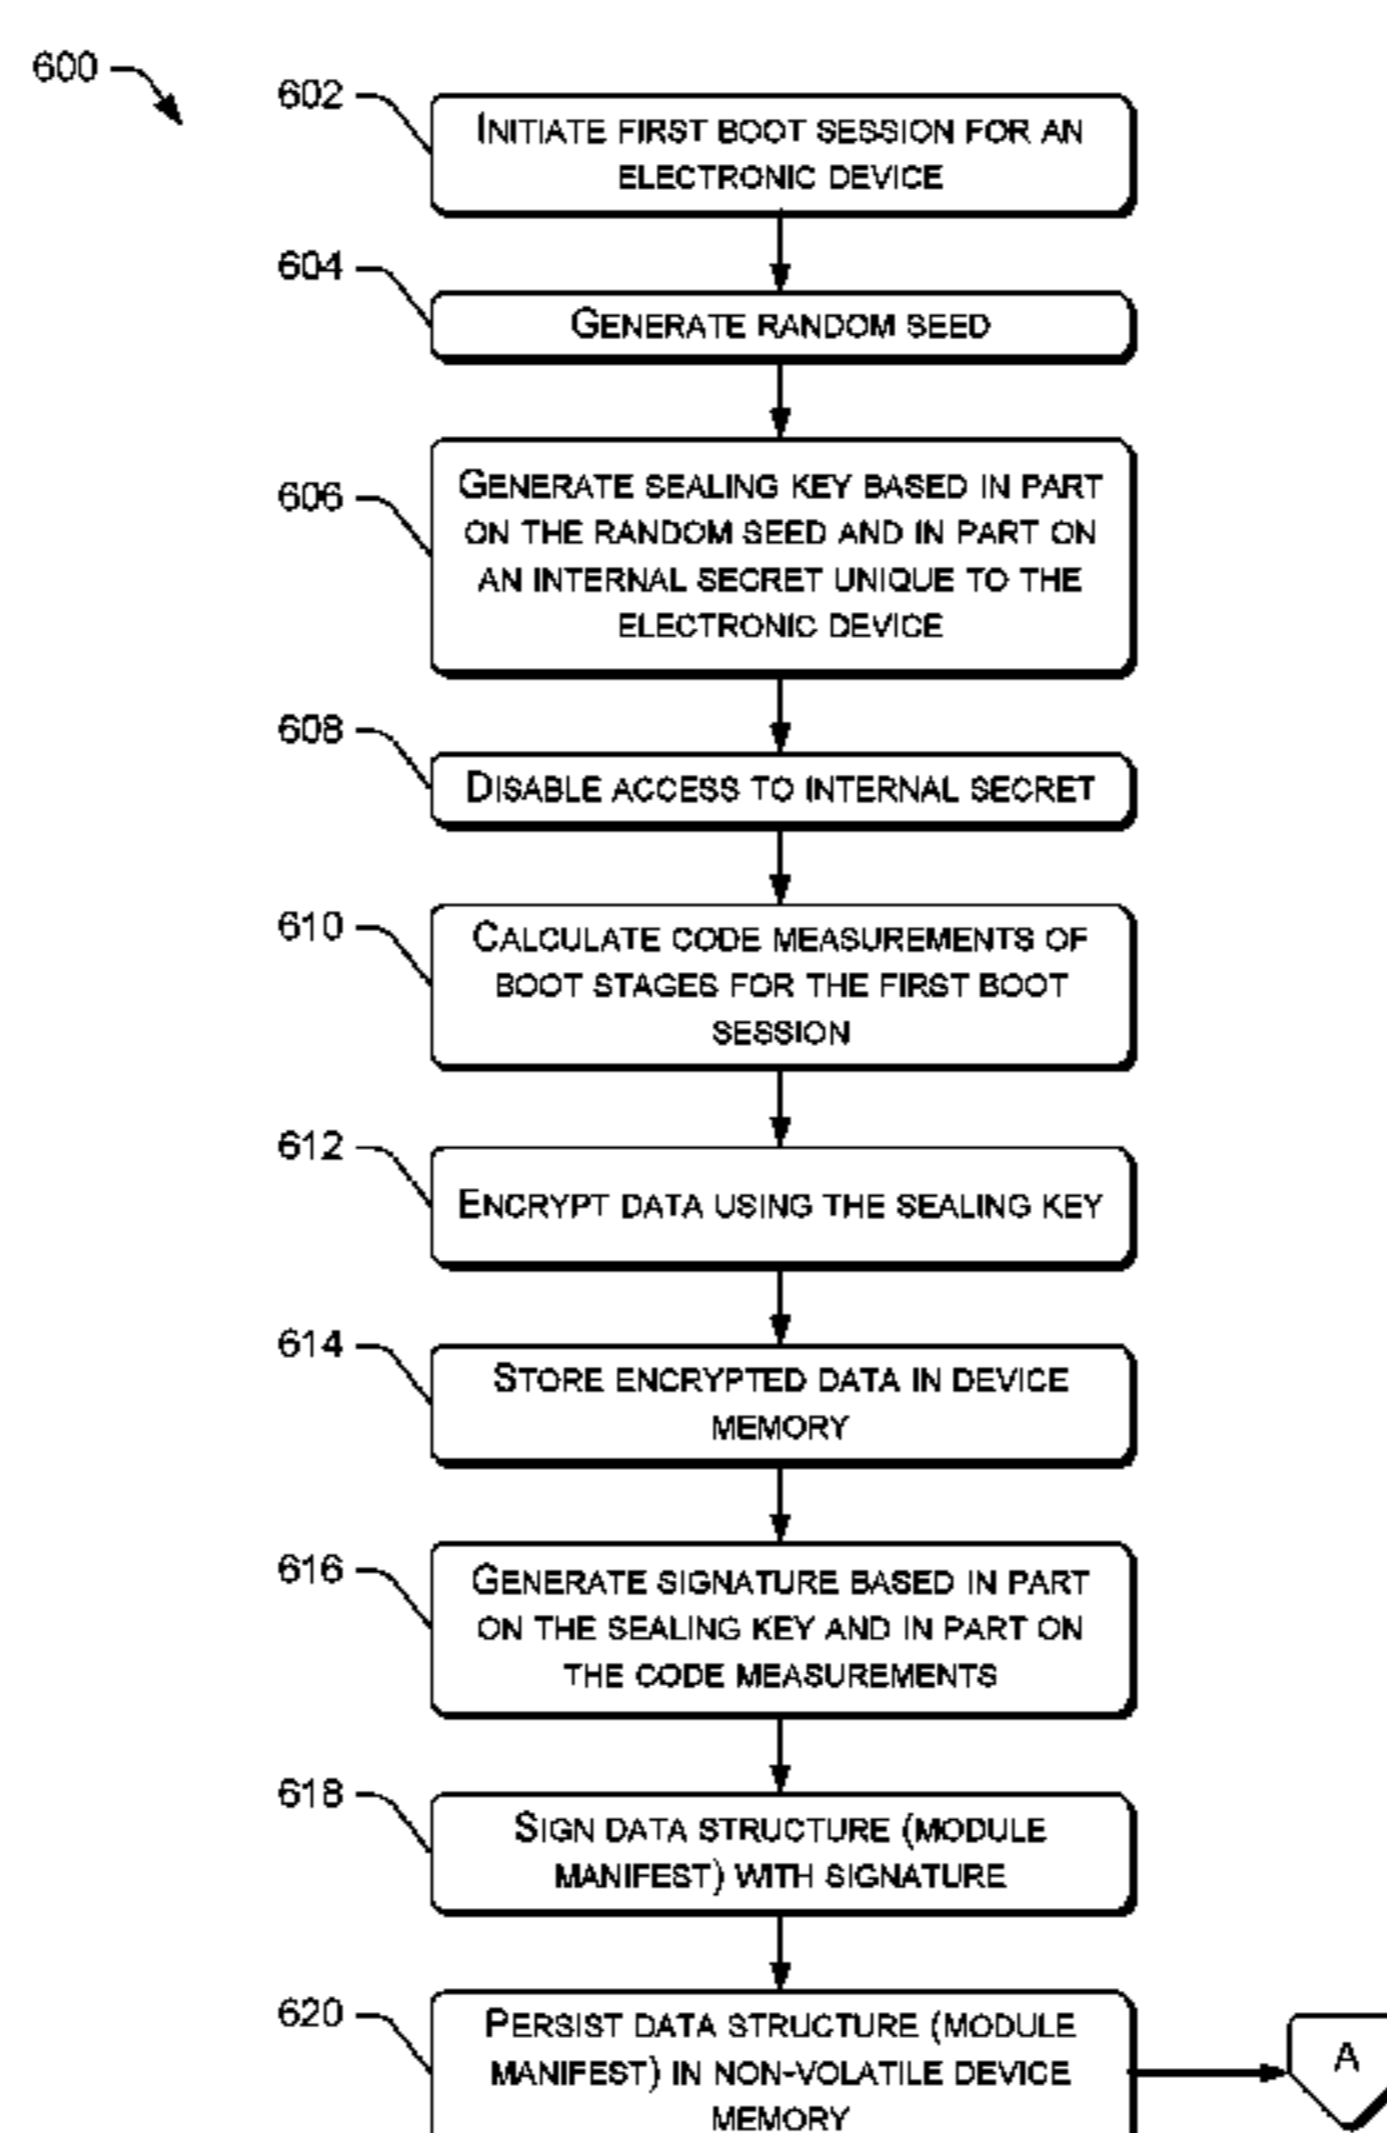 600
602
INITIATE FIRST BOOT SESSION FOR AN
ELECTRONIC DEVICE
604
GENERATE RANDOM SEED
606
GENERATE SEALING KEY BASED IN PART
ON THE RANDOM SEED AND IN PART ON
AN INTERNAL SECRET UNIQUE TO THE
ELECTRONIC DEVICE
608
DISABLE ACCESS TO INTERNAL SECRET
610
CALCULATE CODE MEASUREMENTS OF
BOOT STAGES FOR THE FIRST BOOT
SESSION
612
ENCRYPT DATA USING THE SEALING KEY
614
STORE ENCRYPTED DATA IN DEVICE
MEMORY
616
GENERATE SIGNATURE BASED IN PART
ON THE SEALING KEY AND IN PART ON
THE CODE MEASUREMENTS
618
SIGN DATA STRUCTURE (MODULE
MANIFEST) WITH SIGNATURE
620
PERSIST DATA STRUCTURE (MODULE
MANIFEST) IN NON-VOLATILE DEVICE
MEMORY
A